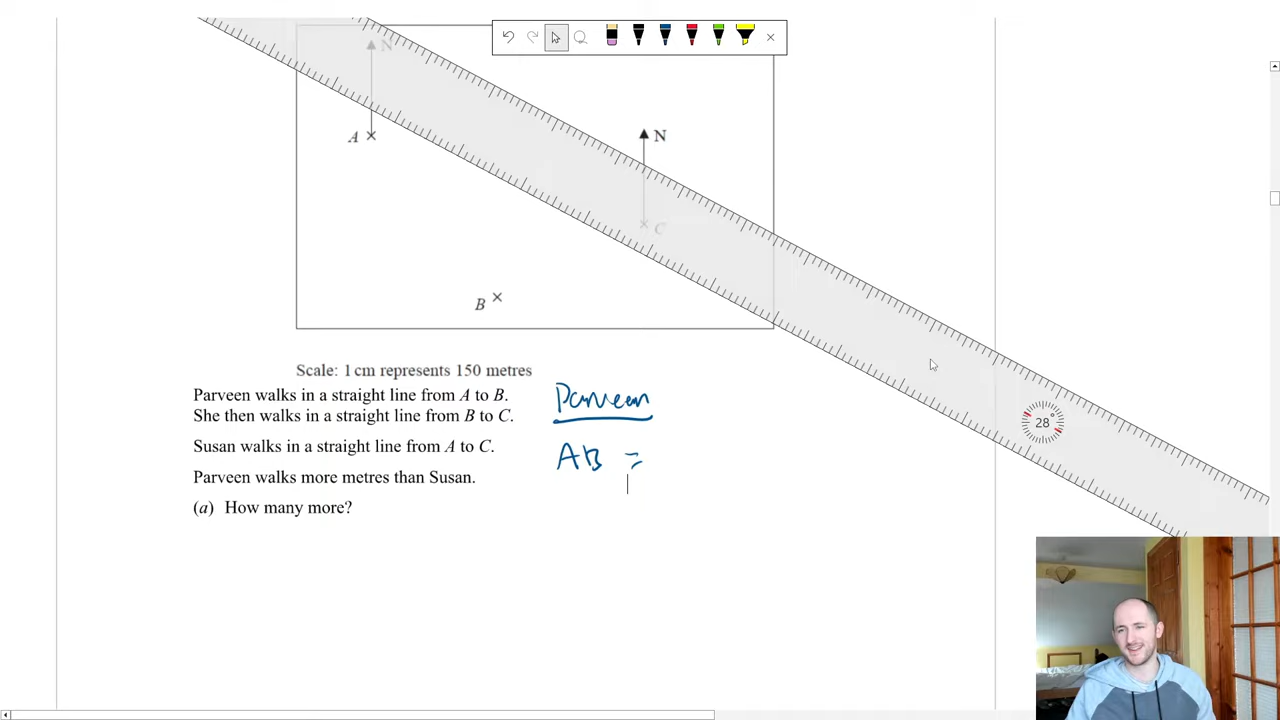 N
A
N
C
B
Scale: 1 cm represents 150 metres
Parveen walks in a straight line from A to B.
She then walks in a straight line from B to C.
Susan walks in a straight line from A to C.
Parveen walks more metres than Susan.
(a) How many more?
Parveen
AB =
28°